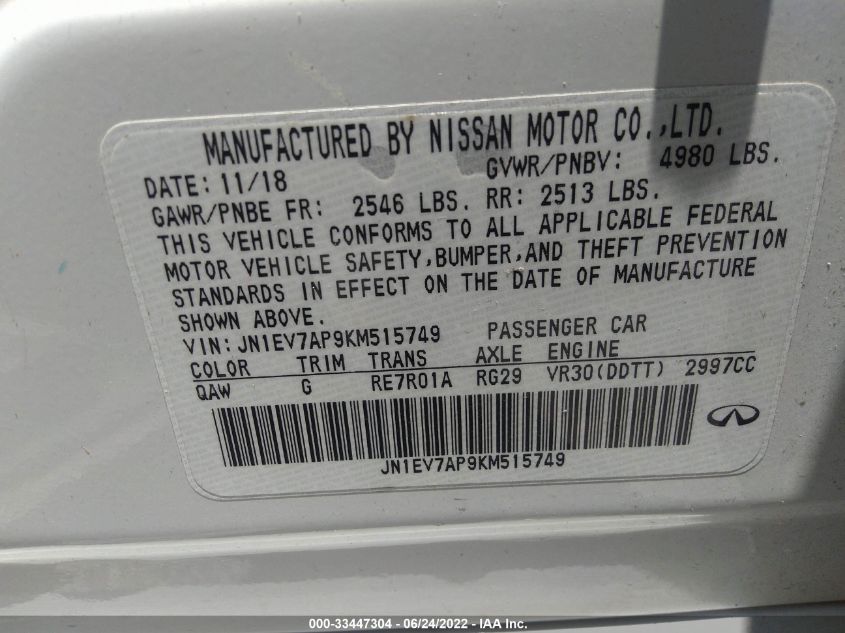 MANUFACTURED BY NISSAN MOTOR CO.,LTD.
DATE: 11/18 GVWR/PNBV: 4980 LBS.
GAWR/PNBE FR: 2546 LBS. RR: 2513 LBS.
THIS VEHICLE CONFORMS TO ALL APPLICABLE FEDERAL
MOTOR VEHICLE SAFETY,BUMPER,AND THEFT PREVENTION
STANDARDS IN EFFECT ON THE DATE OF MANUFACTURE
SHOWN ABOVE.
VIN: JN1EV7AP9KM515749 PASSENGER CAR
COLOR TRIM TRANS AXLE ENGINE
QAW G RE7R01A RG29 VR30(DDTT) 2997CC
JN1EV7AP9KM515749
000-33447304 - 06/24/2022 - IAA Inc.